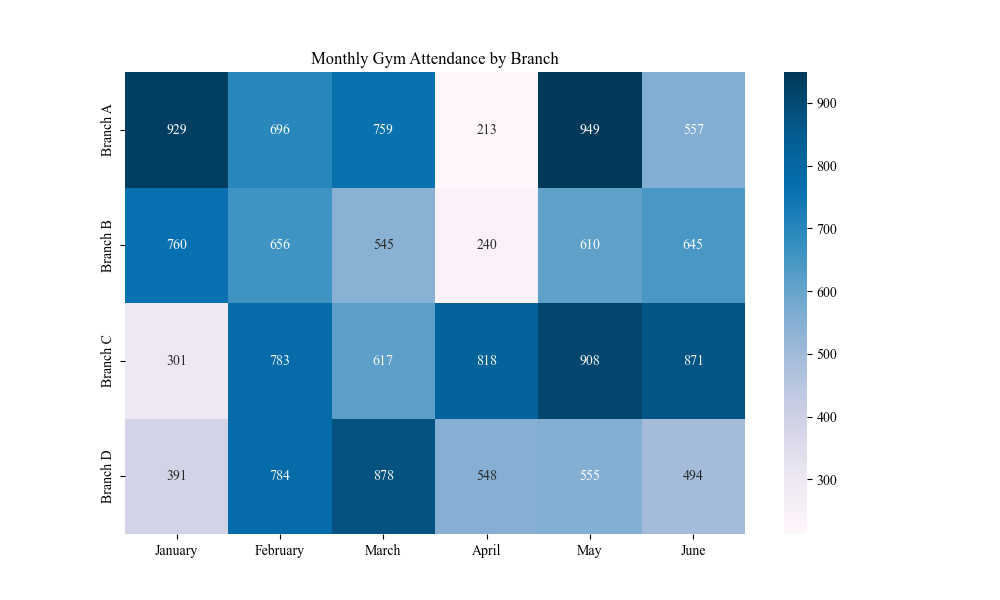 Monthly Gym Attendance by Branch
Branch A
929 696 759 213 949 557
Branch B
760 656 545 240 610 645
Branch C
301 783 617 818 908 871
Branch D
391 784 878 548 555 494
January February March April May June
900
800
700
600
500
400
300